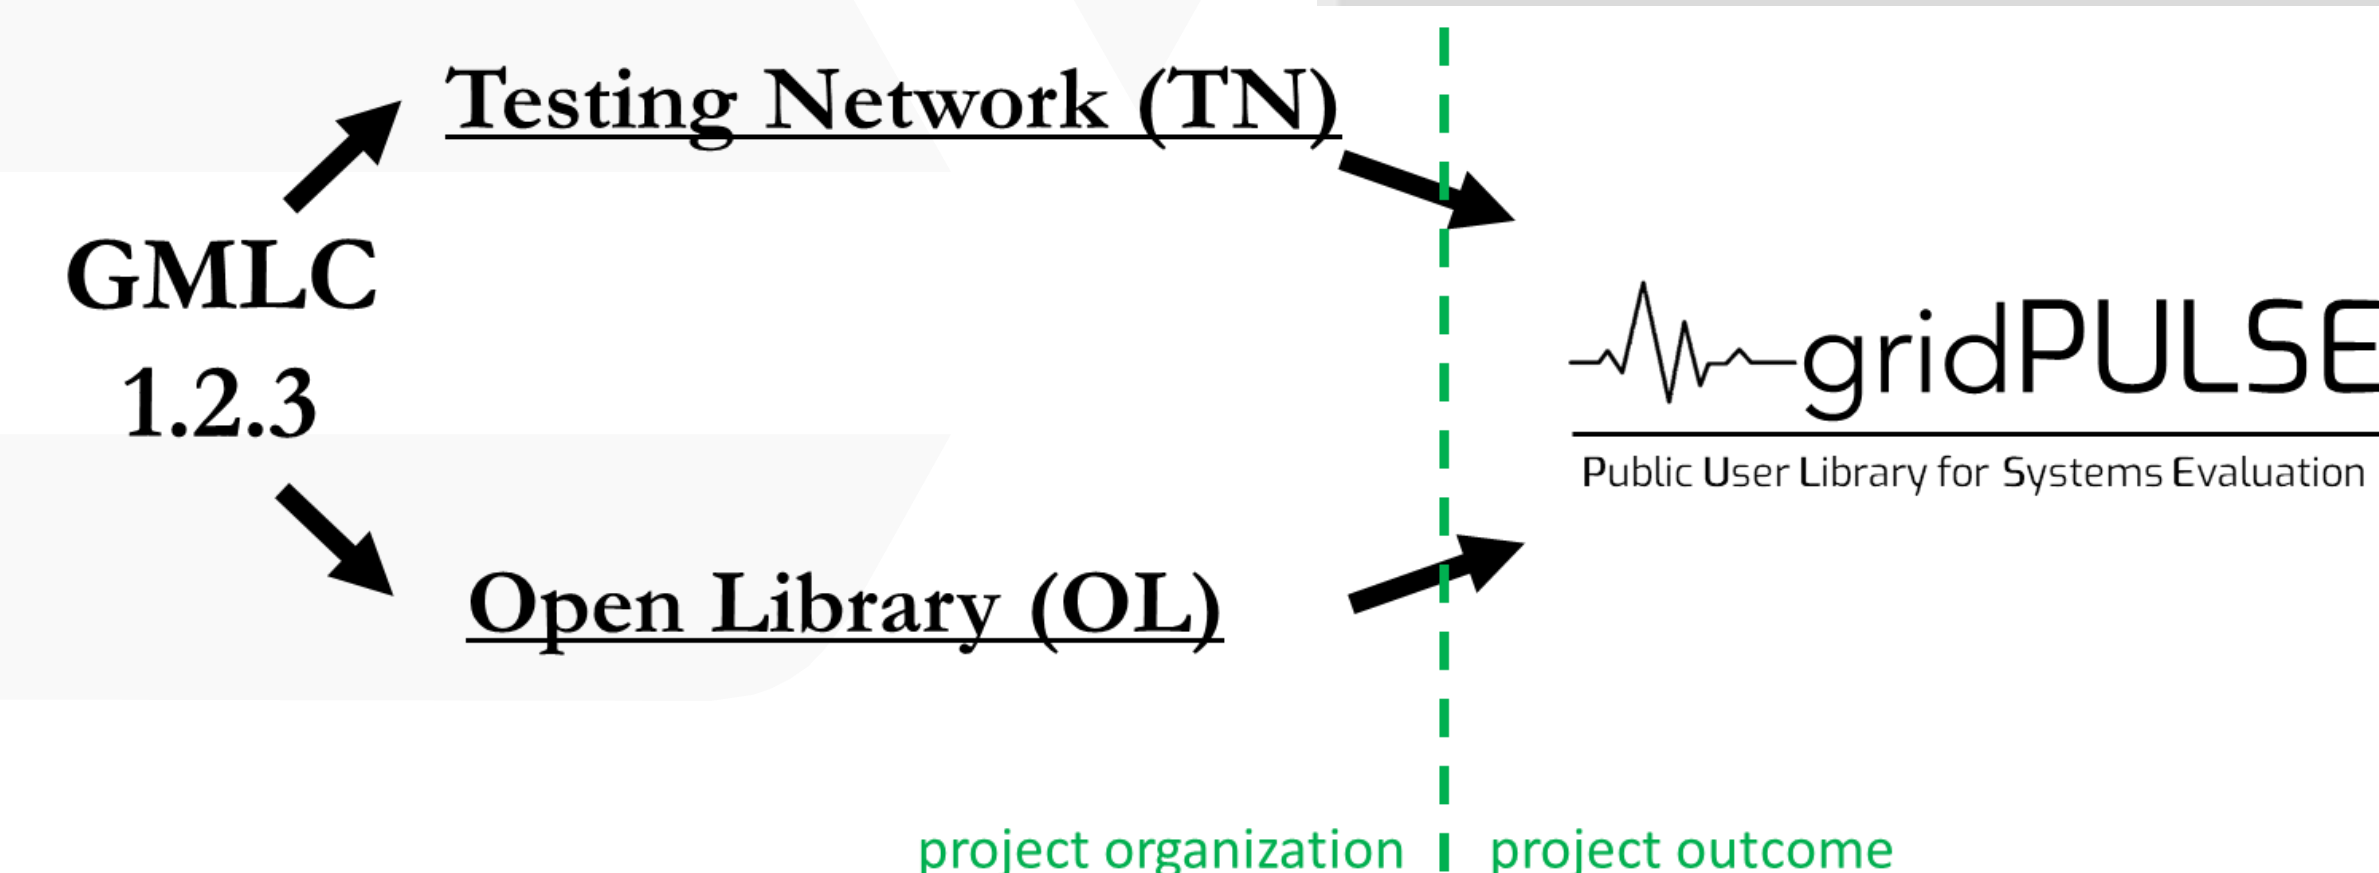 Testing Network (TN)
GMLC
1.2.3
gridPULSE
Public User Library for Systems Evaluation
Open Library (OL)
project organization
project outcome